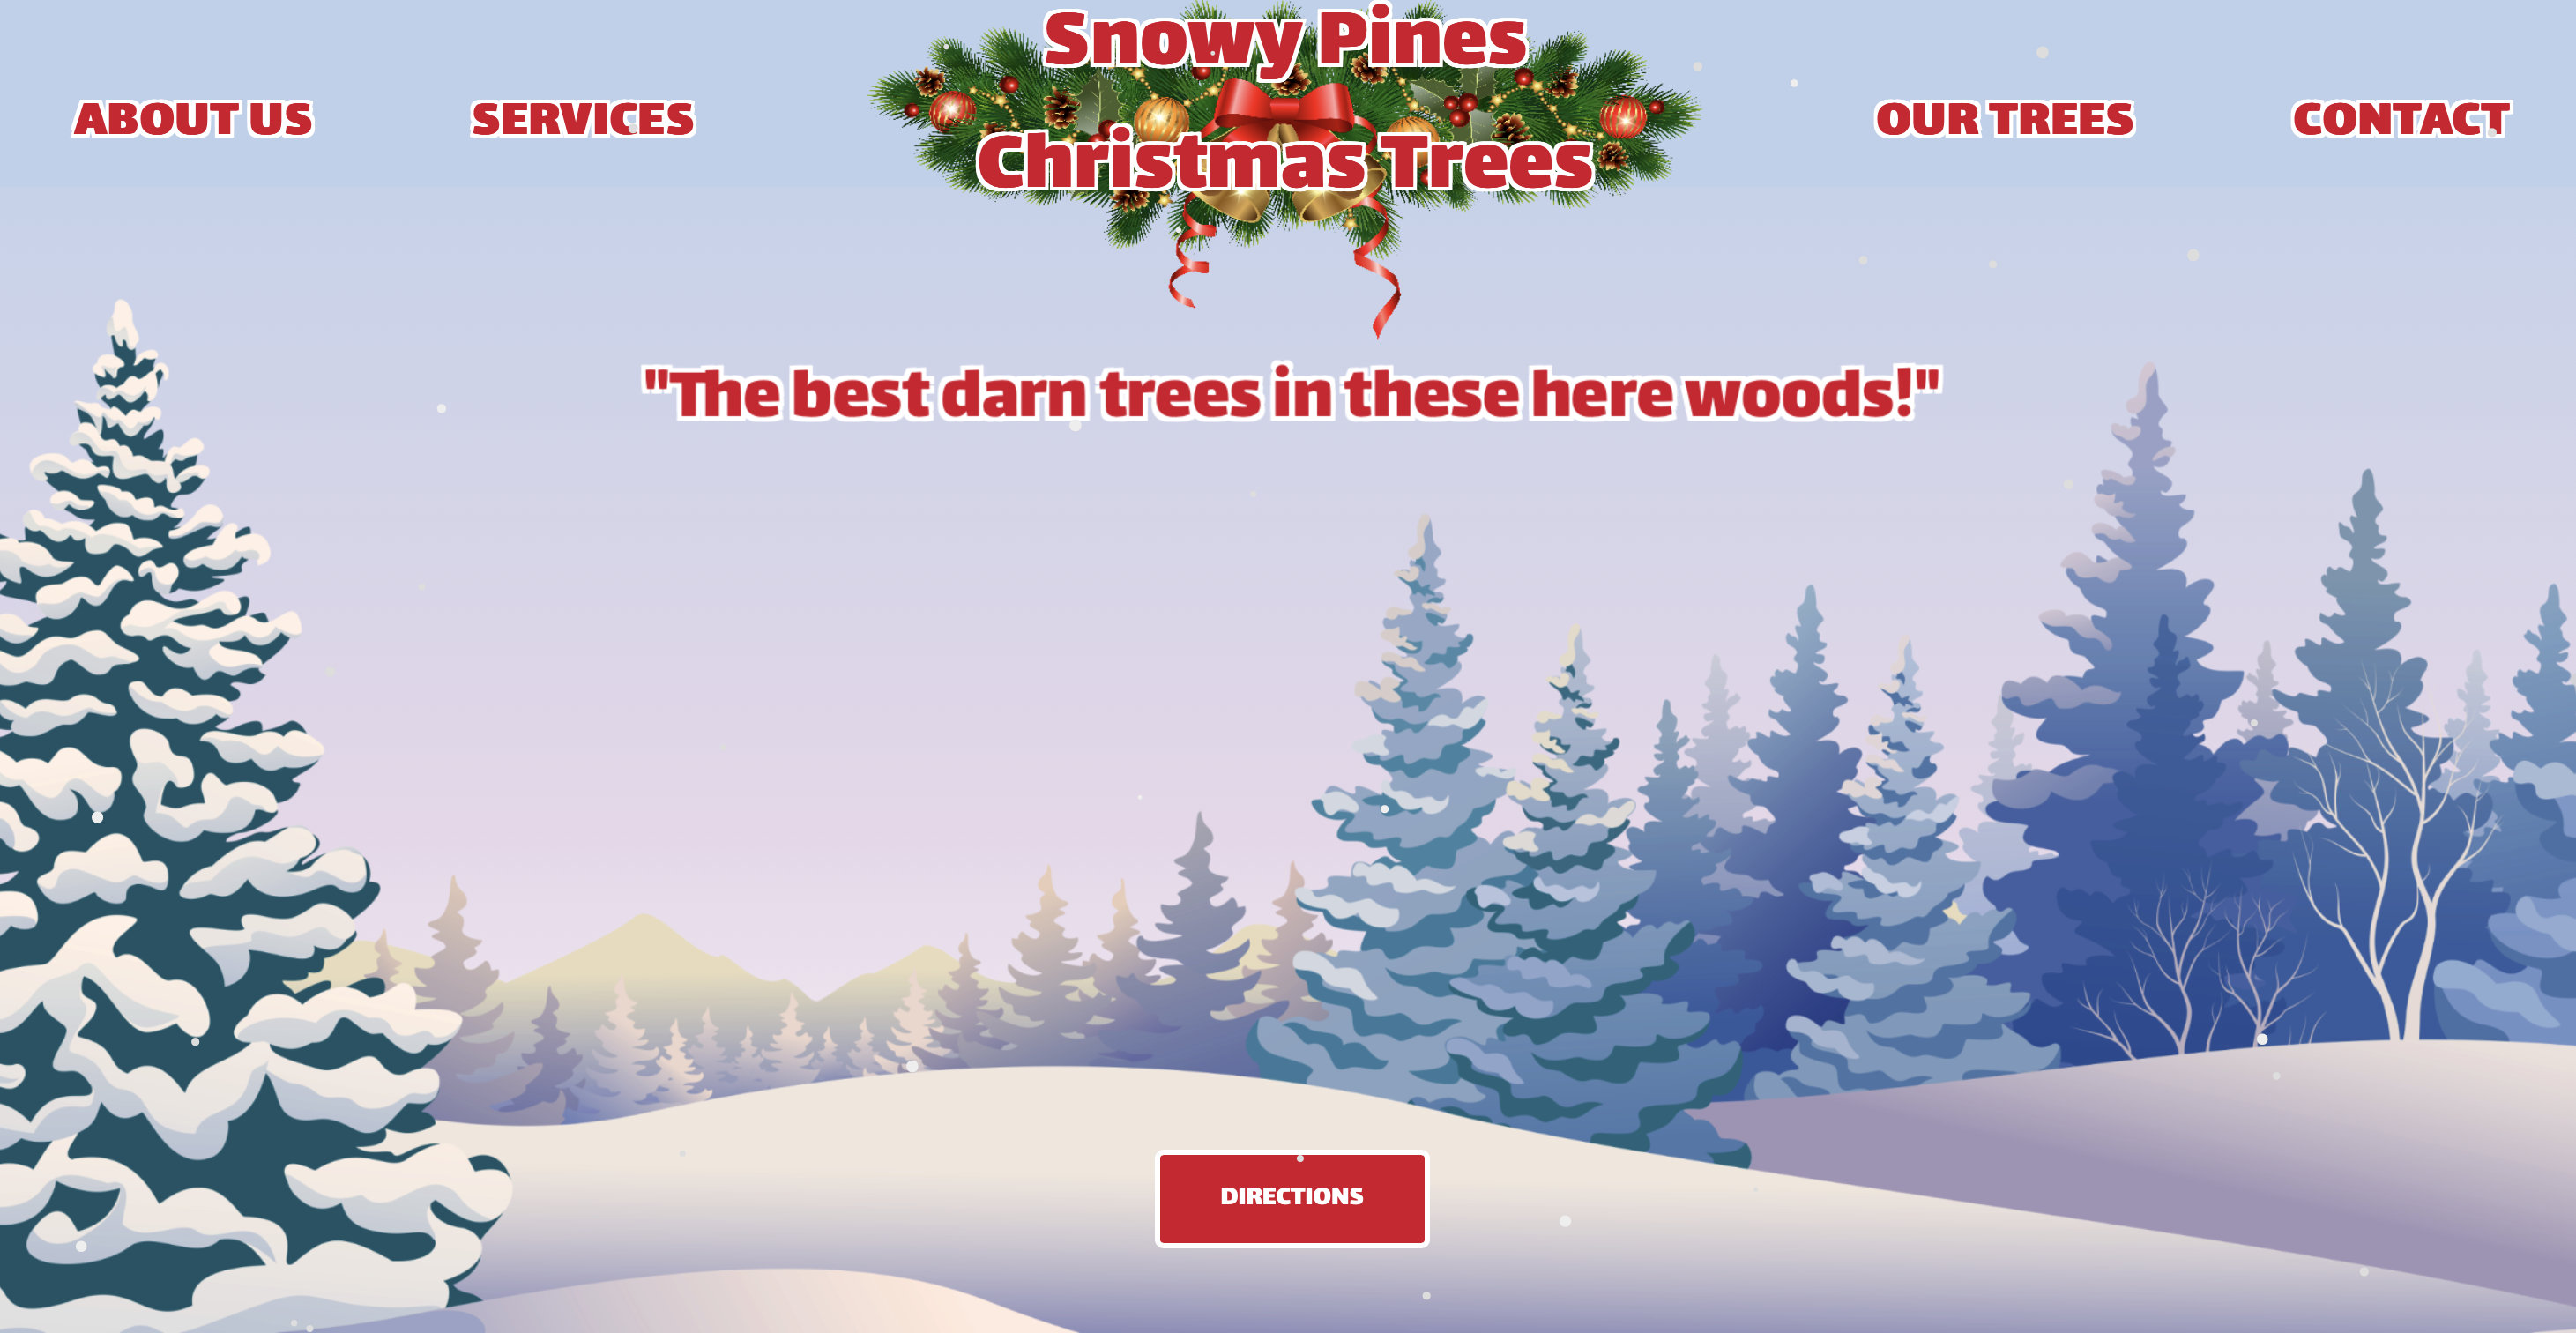 Snowy Pines
Christmas Trees
ABOUT US
SERVICES
OUR TREES
CONTACT
"The best darn trees in these here woods!"
DIRECTIONS